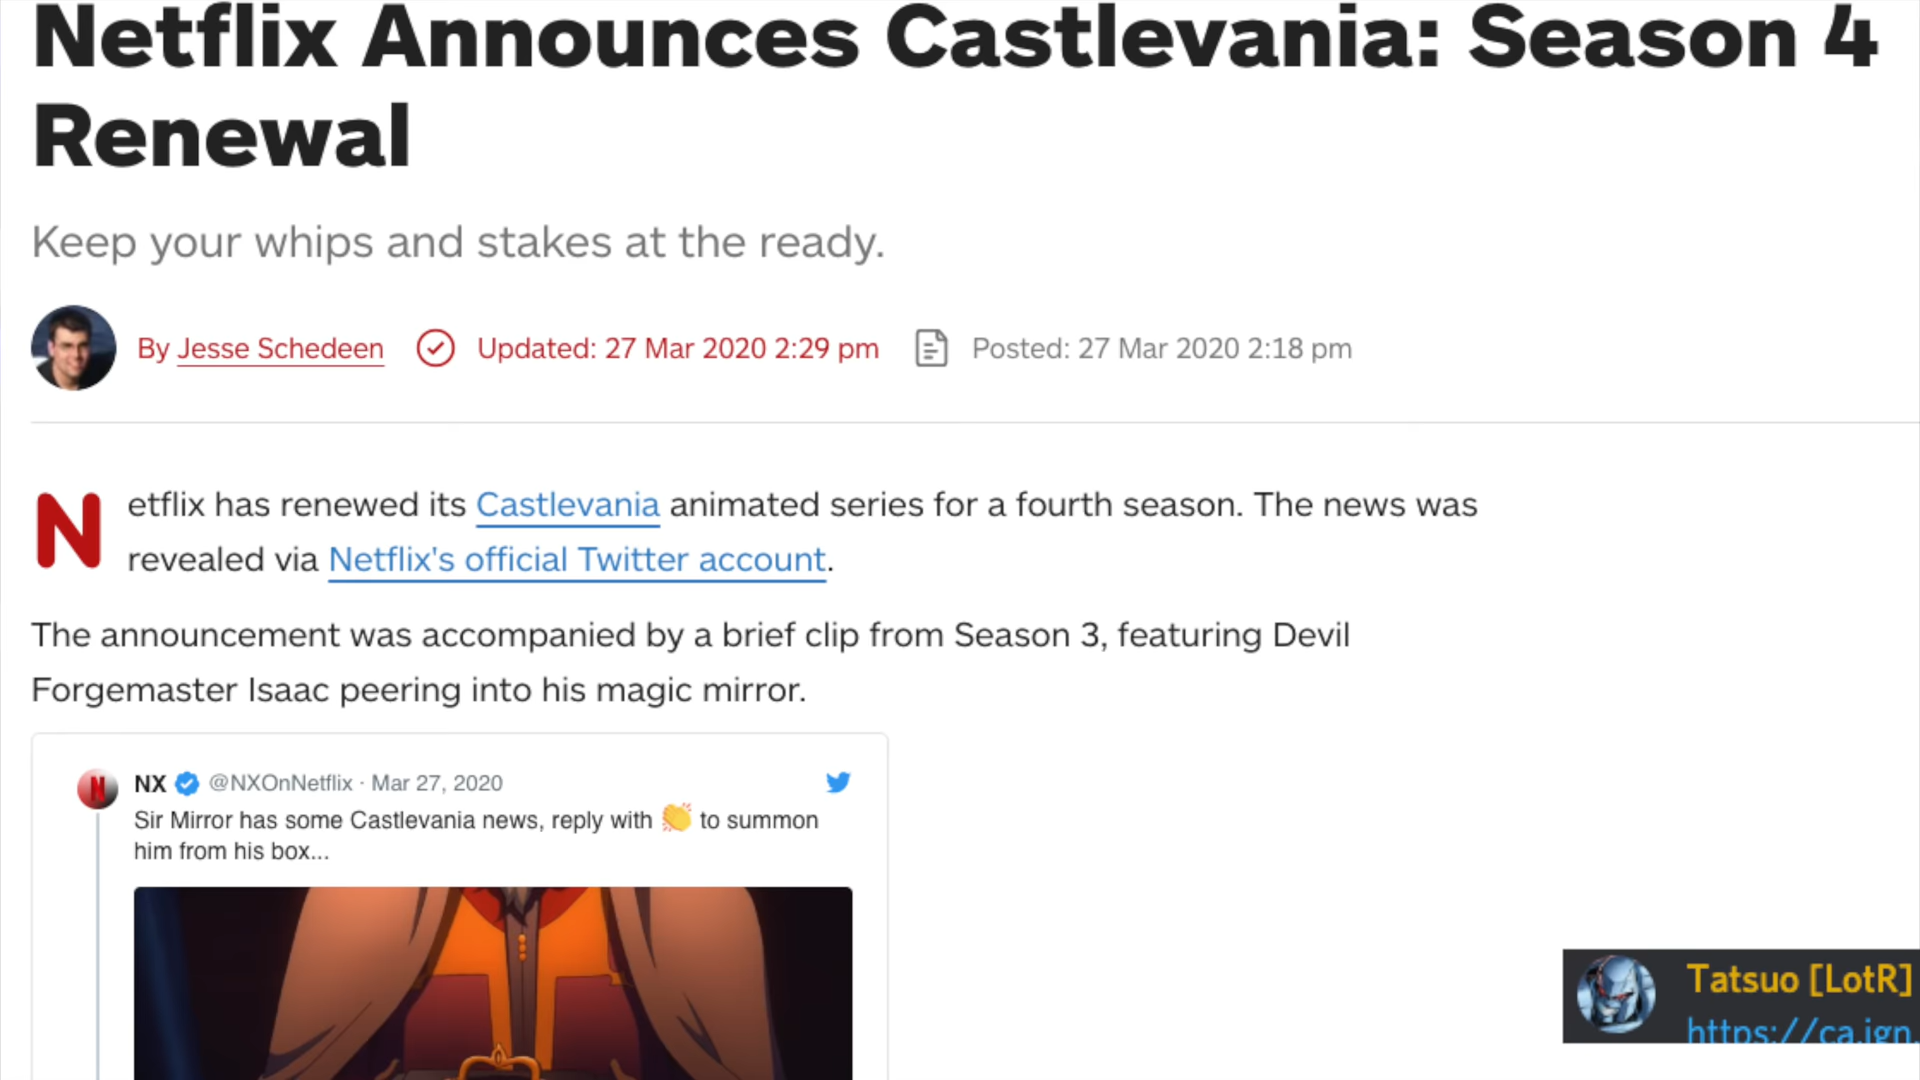 Netflix Announces Castlevania: Season 4
Renewal
Keep your whips and stakes at the ready.
By Jesse Schedeen Updated: 27 Mar 2020 2:29 pm Posted: 27 Mar 2020 2:18 pm
Netflix has renewed its Castlevania animated series for a fourth season. The news was
revealed via Netflix's official Twitter account.
The announcement was accompanied by a brief clip from Season 3, featuring Devil
Forgemaster Isaac peering into his magic mirror.
NX @NXOnNetflix · Mar 27, 2020
Sir Mirror has some Castlevania news, reply with 👏 to summon
him from his box...
Tatsuo [LotR]
https://ca.ign.